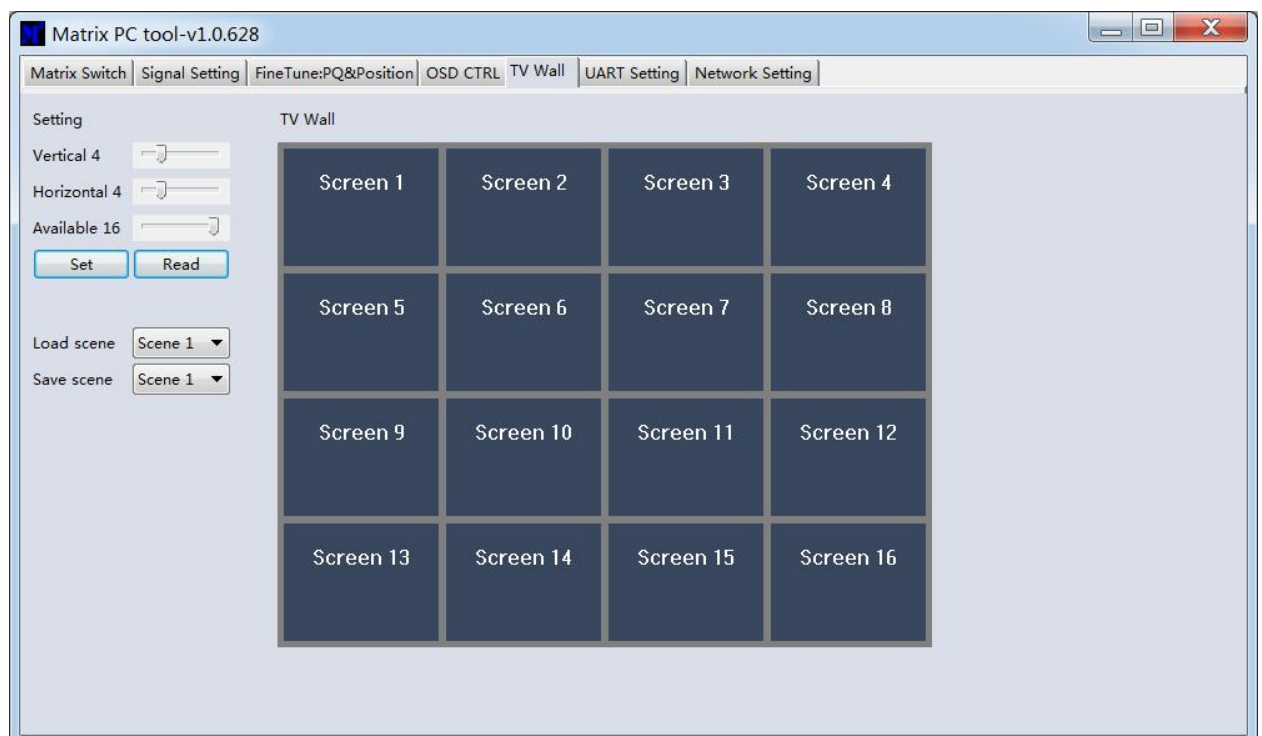 Matrix PC tool-v1.0.628
Matrix Switch Signal Setting FineTune:PQ&Position OSD CTRL TV Wall UART Setting Network Setting
Setting
Vertical 4
Horizontal 4
Available 16
Set Read
Load scene Scene 1
Save scene Scene 1
TV Wall
Screen 1 Screen 2 Screen 3 Screen 4
Screen 5 Screen 6 Screen 7 Screen 8
Screen 9 Screen 10 Screen 11 Screen 12
Screen 13 Screen 14 Screen 15 Screen 16